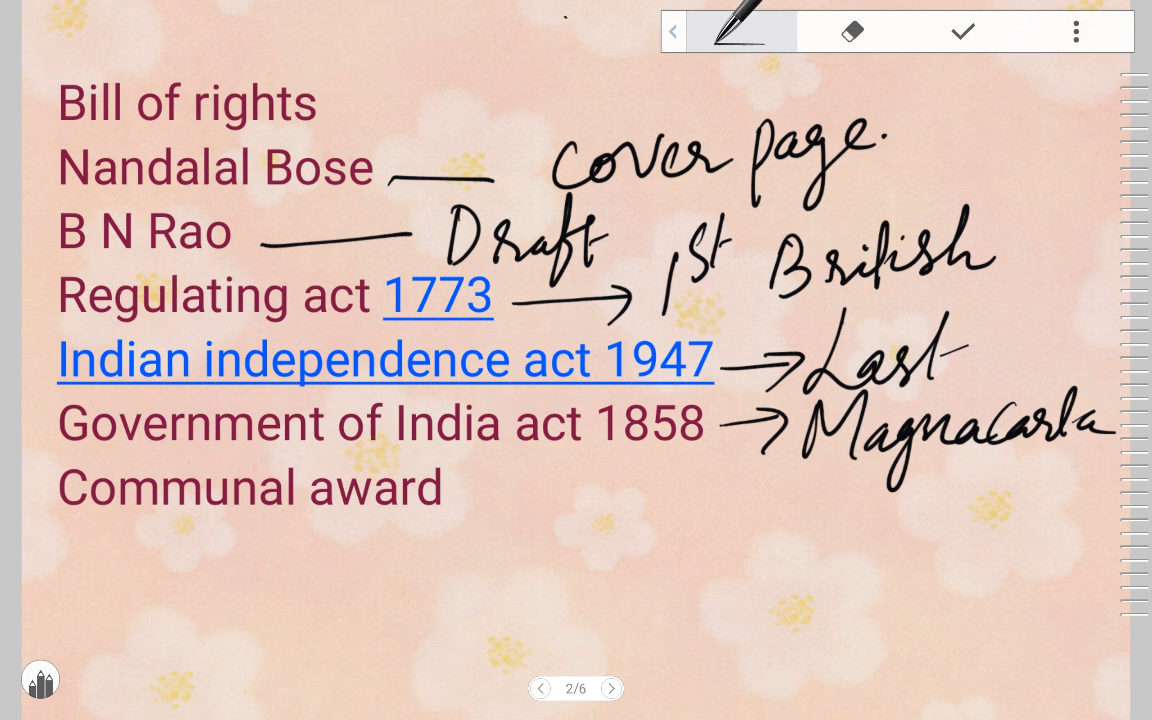 Bill of rights
Nandalal Bose — Cover page.
B N Rao — Draft
Regulating act 1773 → 1st British
Indian independence act 1947 → Last
Government of India act 1858 → Magnacarta
Communal award
2/6